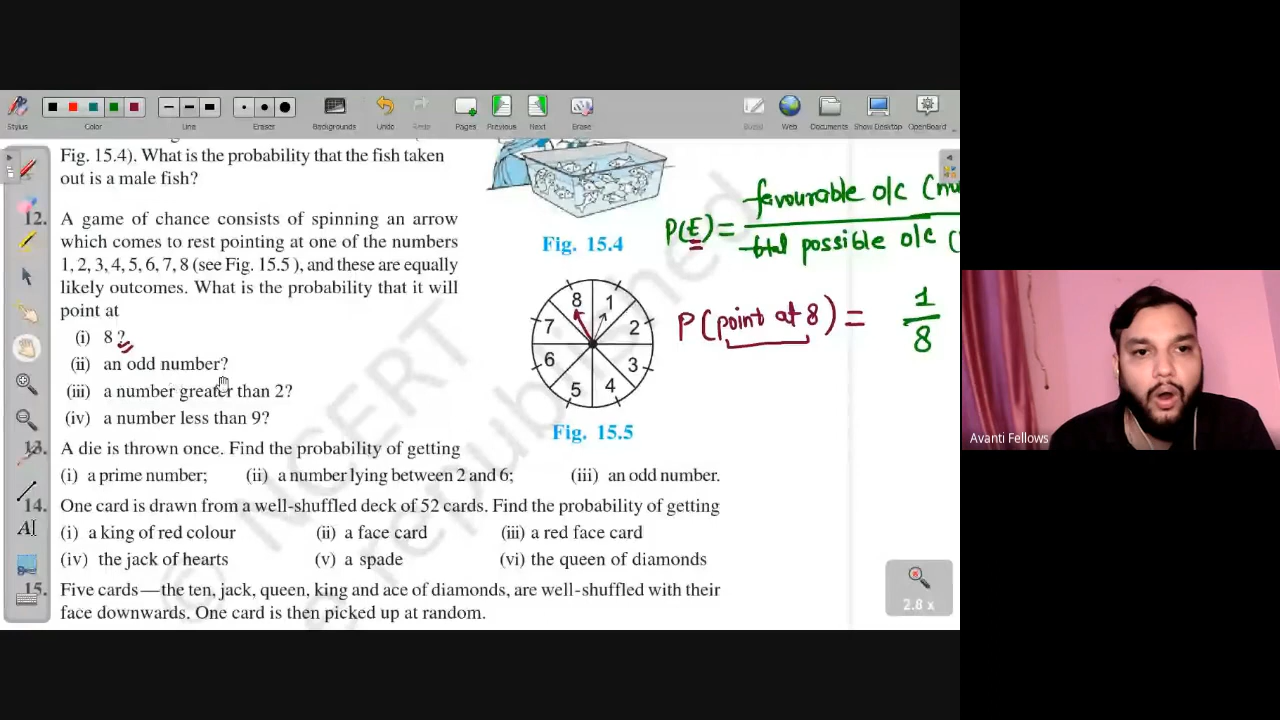 Stylus
Color
Line
Eraser
Backgrounds
Undo
Redo
Pages
Previous
Next
Erase
Board
Web
Documents
Show Desktop
OpenBoard
Fig. 15.4). What is the probability that the fish taken
out is a male fish?
12. A game of chance consists of spinning an arrow
which comes to rest pointing at one of the numbers
1, 2, 3, 4, 5, 6, 7, 8 (see Fig. 15.5 ), and these are equally
likely outcomes. What is the probability that it will
point at
(i) 8 ?
(ii) an odd number?
(iii) a number greater than 2?
(iv) a number less than 9?
Fig. 15.4
8 1
7 2
6 3
5 4
Fig. 15.5
P(E) = favourable o/c (nu
total possible o/c (
P(point at 8) = 1
8
13. A die is thrown once. Find the probability of getting
(i) a prime number; (ii) a number lying between 2 and 6; (iii) an odd number.
14. One card is drawn from a well-shuffled deck of 52 cards. Find the probability of getting
(i) a king of red colour (ii) a face card (iii) a red face card
(iv) the jack of hearts (v) a spade (vi) the queen of diamonds
15. Five cards—the ten, jack, queen, king and ace of diamonds, are well-shuffled with their
face downwards. One card is then picked up at random.
© NCERT
republished
2.8 x
Avanti Fellows